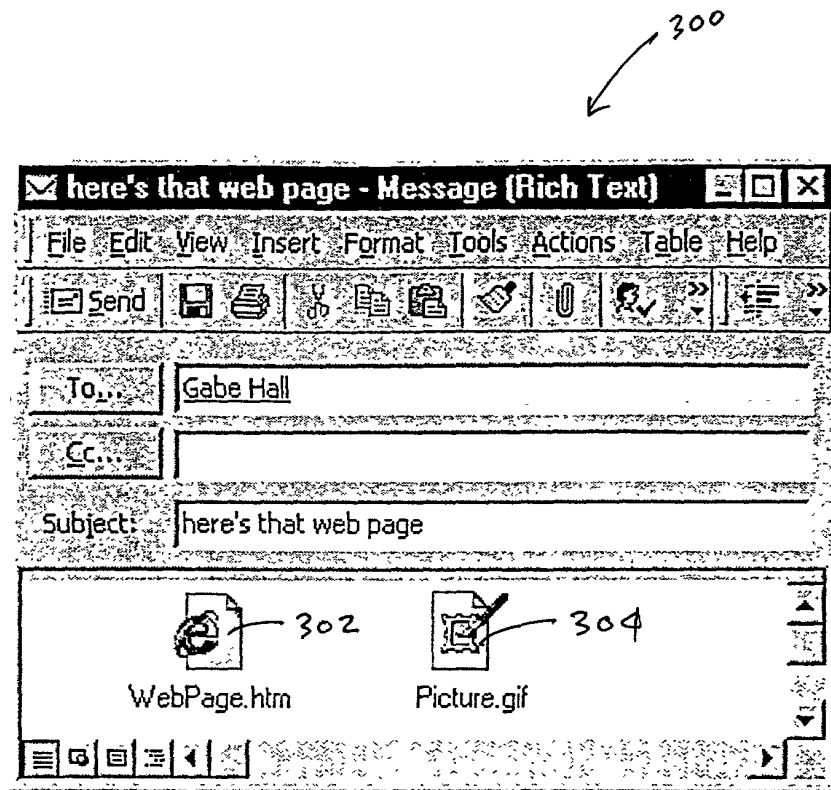 300
here's that web page - Message (Rich Text)
File Edit View Insert Format Tools Actions Table Help
Send
To...
Gabe Hall
Cc...
Subject: here's that web page
302
304
WebPage.htm Picture.gif